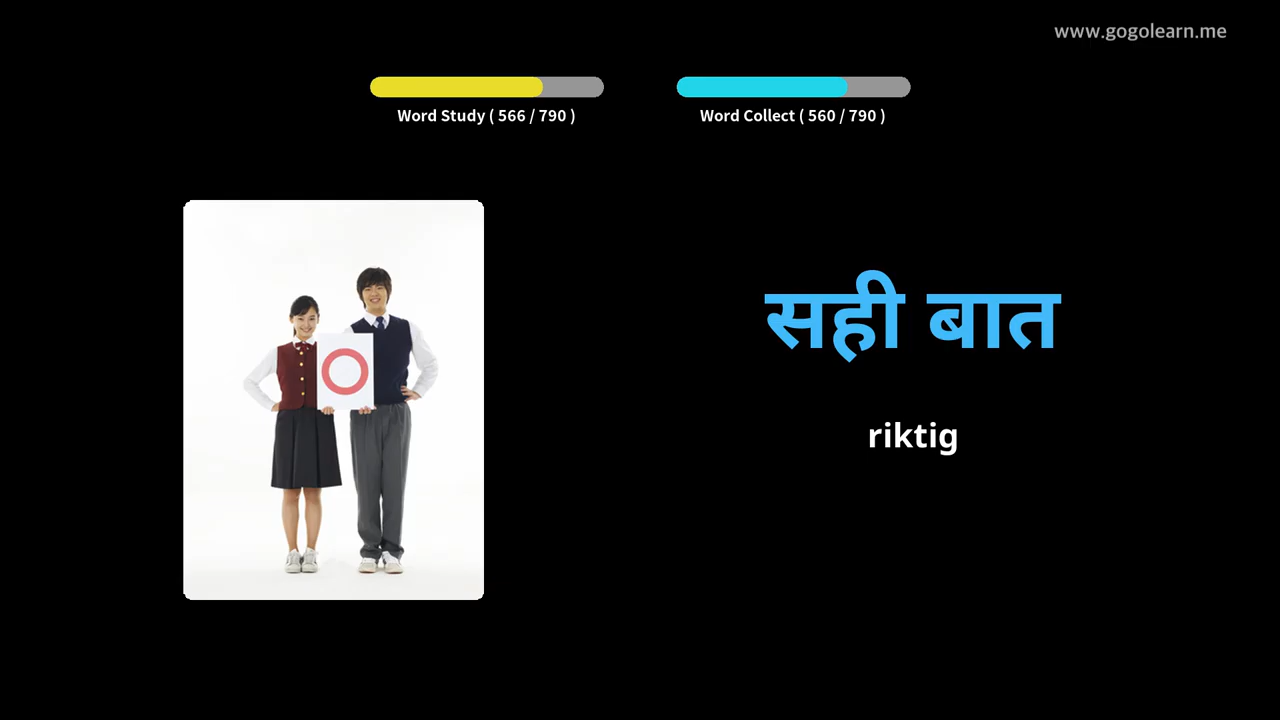 www.gogolearn.me
Word Study ( 566 / 790 )
Word Collect ( 560 / 790 )
सही बात
riktig